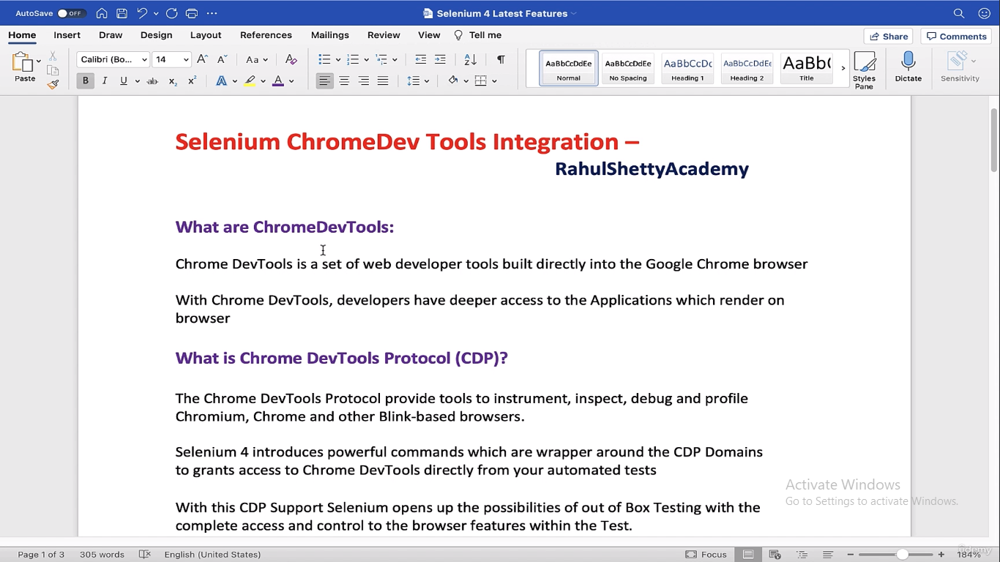 AutoSave OFF
Selenium 4 Latest Features
Home Insert Draw Design Layout References Mailings Review View Tell me
Share Comments
Paste
Calibri (Bo... 14
AaBbCcDdEe AaBbCcDdEe AaBbCcDc AaBbCcDdEe AaBb(
Normal No Spacing Heading 1 Heading 2 Title
Styles Pane
Dictate
Sensitivity
Selenium ChromeDev Tools Integration –
RahulShettyAcademy
What are ChromeDevTools:
Chrome DevTools is a set of web developer tools built directly into the Google Chrome browser
With Chrome DevTools, developers have deeper access to the Applications which render on
browser
What is Chrome DevTools Protocol (CDP)?
The Chrome DevTools Protocol provide tools to instrument, inspect, debug and profile
Chromium, Chrome and other Blink-based browsers.
Selenium 4 introduces powerful commands which are wrapper around the CDP Domains
to grants access to Chrome DevTools directly from your automated tests
With this CDP Support Selenium opens up the possibilities of out of Box Testing with the
complete access and control to the browser features within the Test.
Activate Windows
Go to Settings to activate Windows.
Page 1 of 3 305 words English (United States) Focus 184%
ûdemy